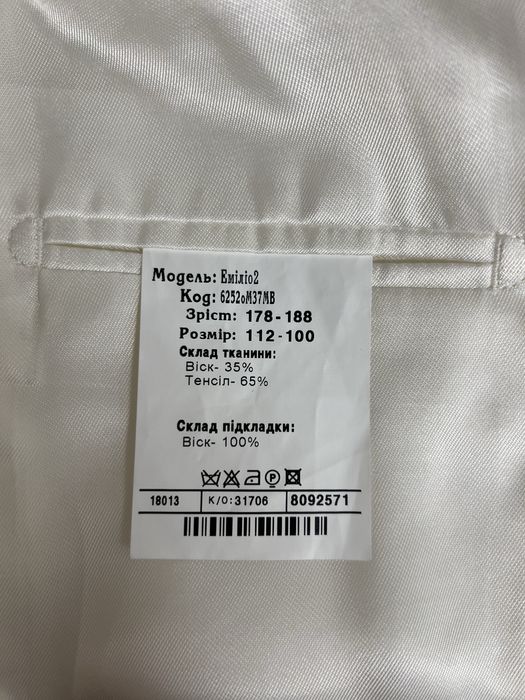 Модель: Еміліо2
Код: 6252оМ37МВ
Зріст: 178-188
Розмір: 112-100
Склад тканини:
Віск- 35%
Тенсіл- 65%
Склад підкладки:
Віск- 100%
P
18013 К/О:31706 8092571